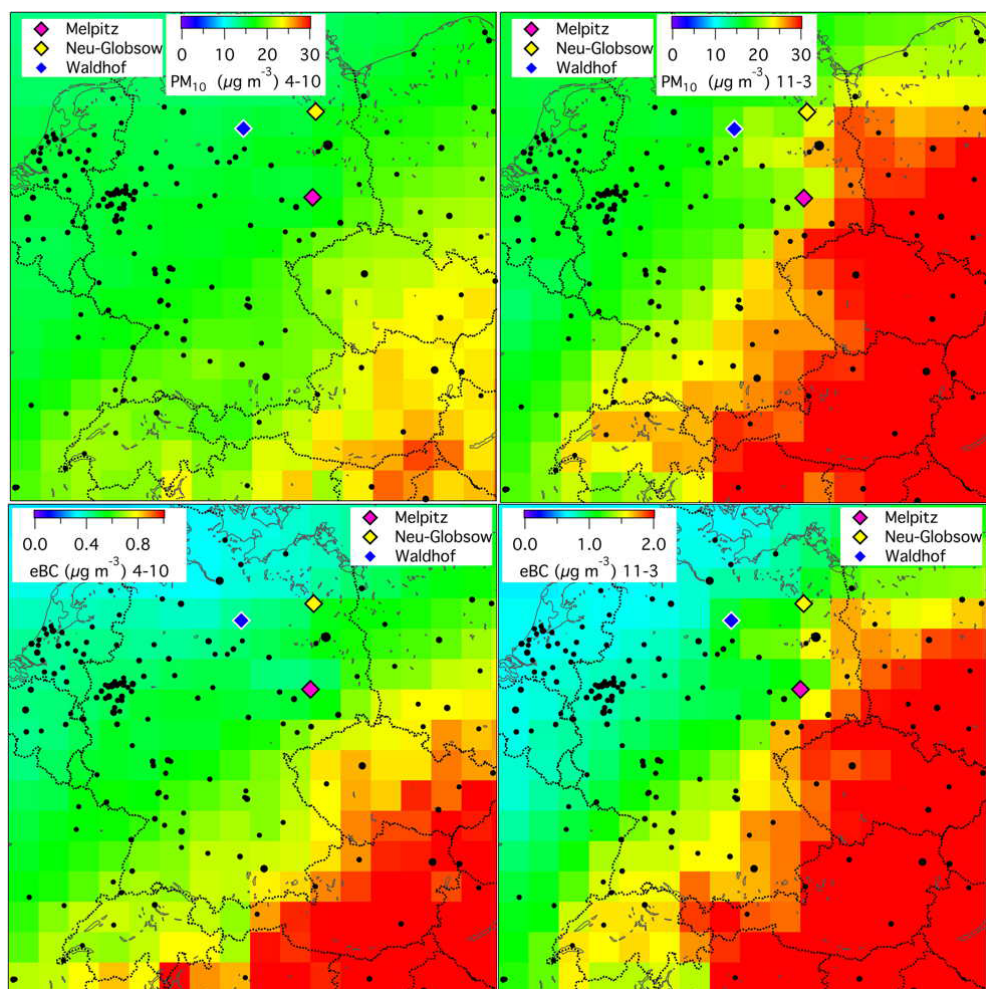 Melpitz
Neu-Globsow
Waldhof
0 10 20 30
PM10 (μg m-3) 4-10
Melpitz
Neu-Globsow
Waldhof
0 10 20 30
PM10 (μg m-3) 11-3
0.0 0.4 0.8
eBC (μg m-3) 4-10
Melpitz
Neu-Globsow
Waldhof
0.0 1.0 2.0
eBC (μg m-3) 11-3
Melpitz
Neu-Globsow
Waldhof